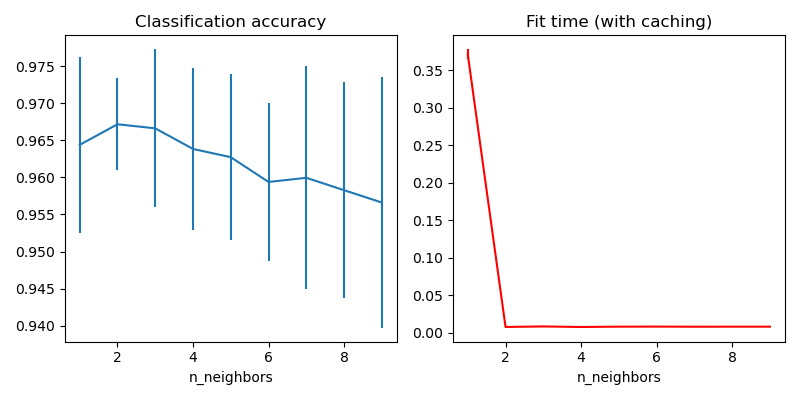 Classification accuracy
0.975
0.970
0.965
0.960
0.955
0.950
0.945
0.940
2 4 6 8
n_neighbors
Fit time (with caching)
0.35
0.30
0.25
0.20
0.15
0.10
0.05
0.00
2 4 6 8
n_neighbors